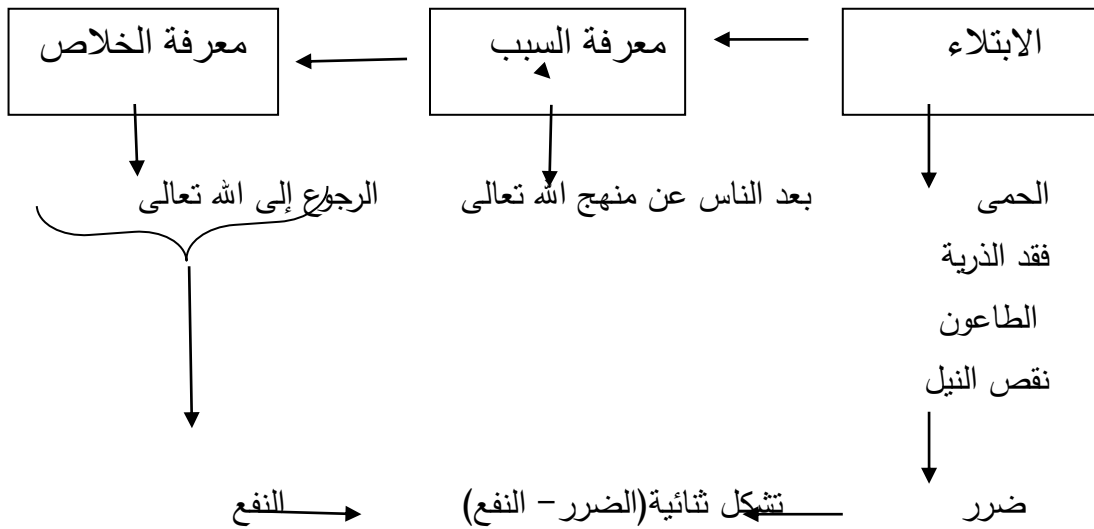 الابتلاء
معرفة السبب
معرفة الخلاص
الحمى
بعد الناس عن منهج الله تعالى
الرجوع إلى الله تعالى
فقد الذرية
الطاعون
نقص النيل
ضرر
تشكل ثنائية(الضرر– النفع)
النفع